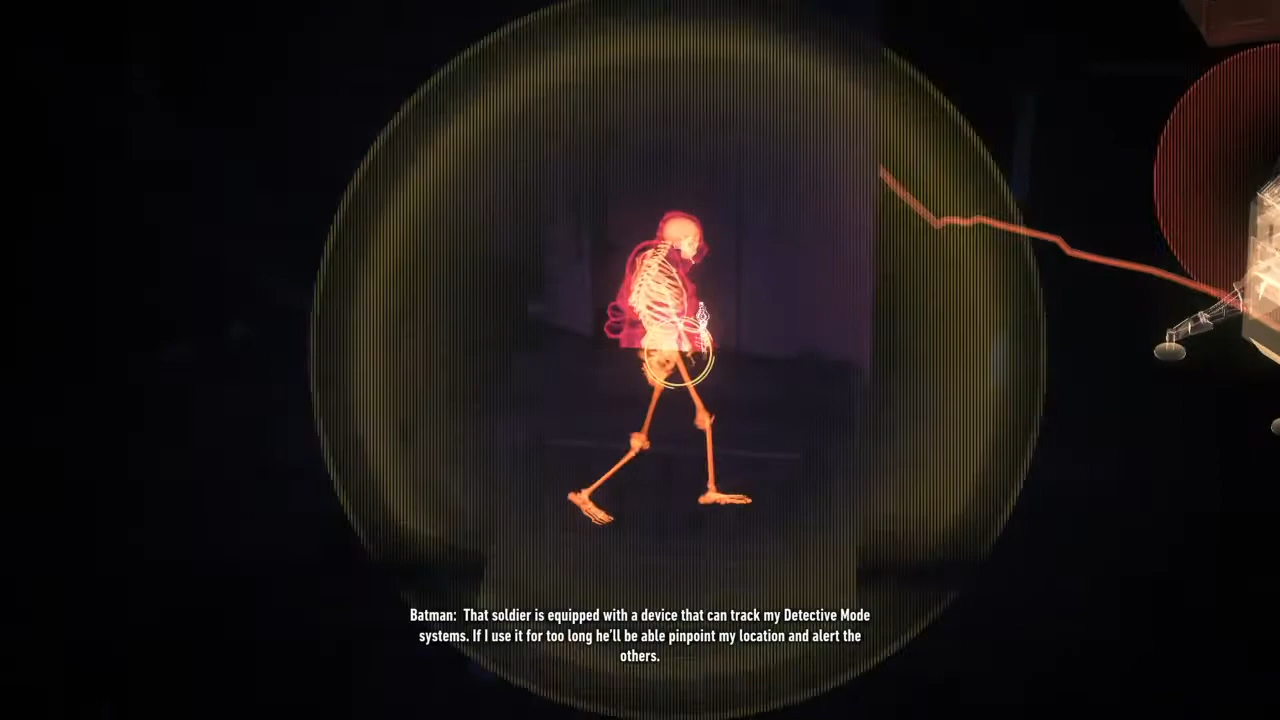 Batman:  That soldier is equipped with a device that can track my Detective Mode
systems. If I use it for too long he'll be able pinpoint my location and alert the
others.